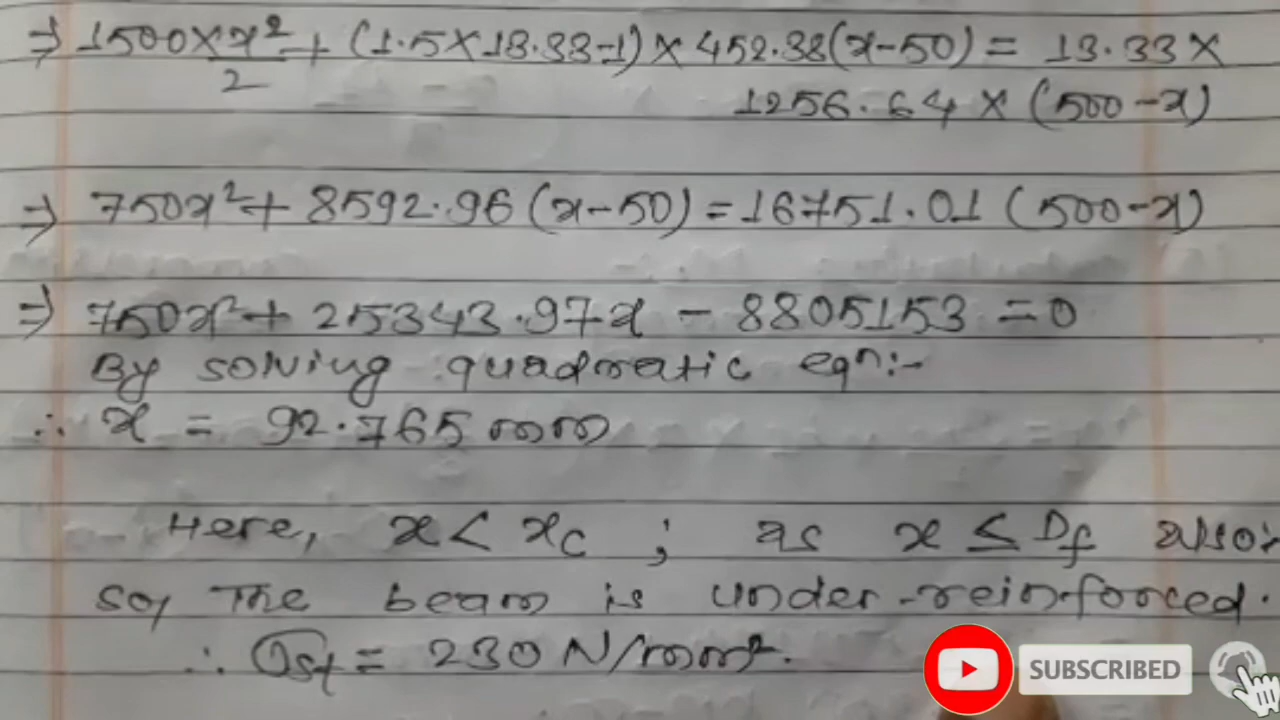 ⇒ 1500×x²/2 + (1.5×13.33-1)×452.38(x-50) = 13.33×
1256.64×(500-x)
⇒ 750x²+ 8592.96(x-50)=16751.01(500-x)
⇒ 750x²+ 25343.97x - 8805153 =0
By solving quadratic eqn:-
∴ x = 92.765 mm
Here, x < xc ; as x ≤ Df also;
so, The beam is under-reinforced.
∴ σst = 230 N/mm².
SUBSCRIBED